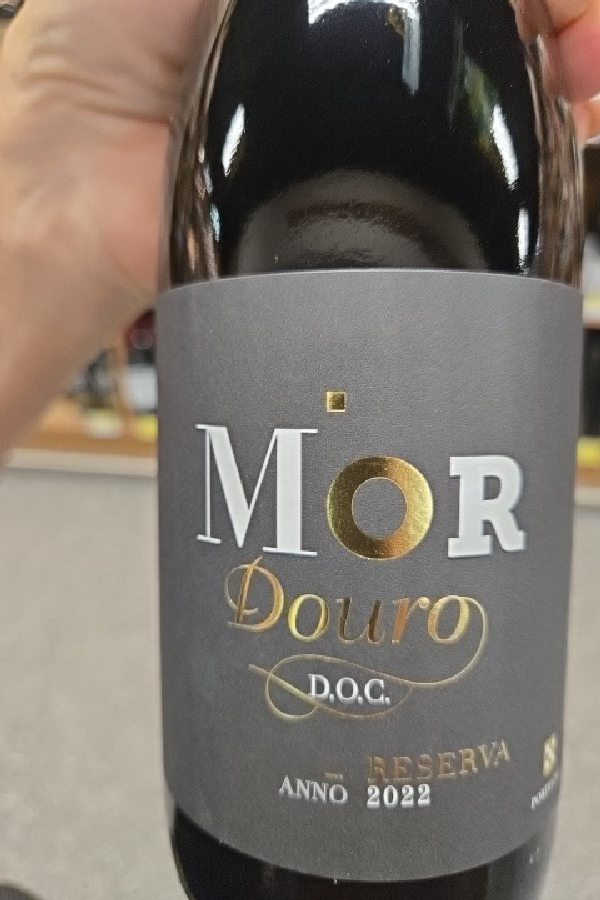 MOR
Douro
D.O.C.
RESERVA
ANNO 2022